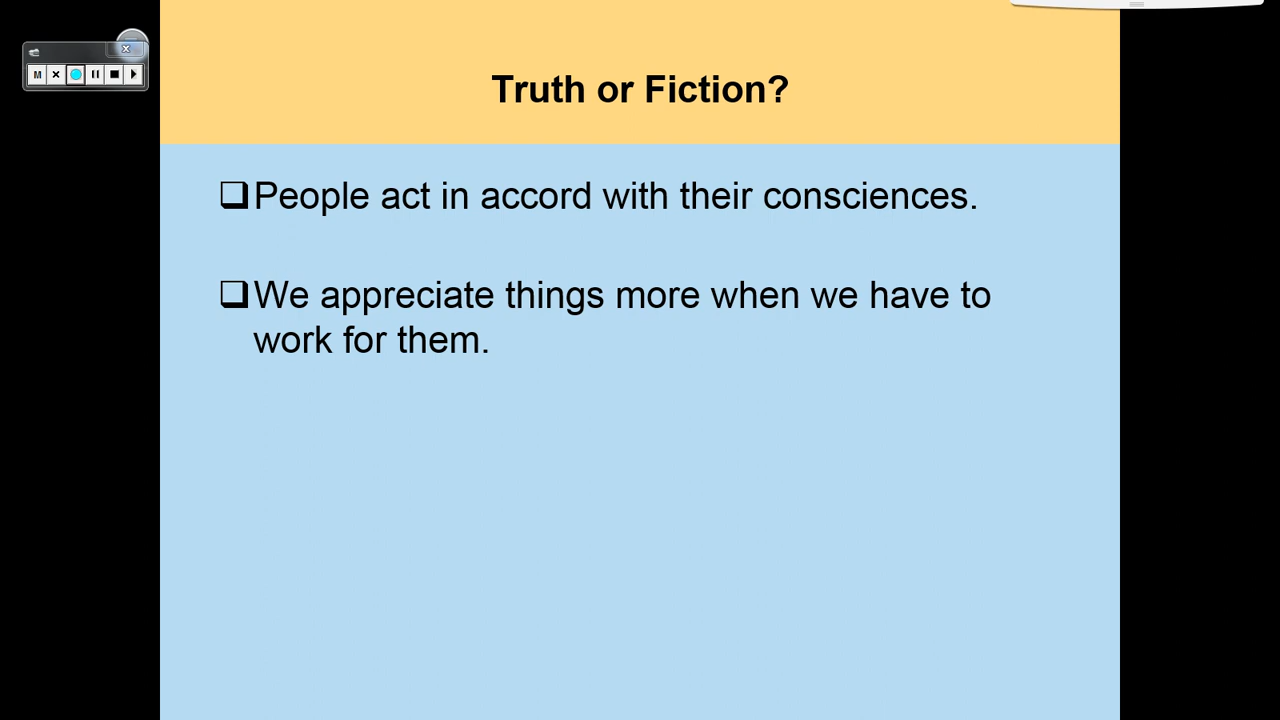 Truth or Fiction?
❑People act in accord with their consciences.
❑We appreciate things more when we have to
work for them.
M